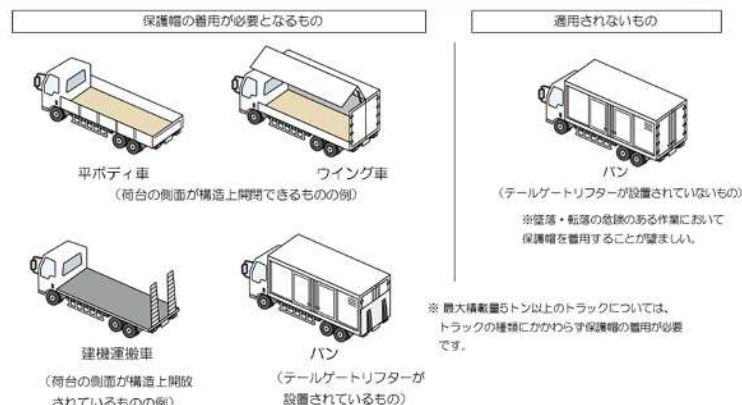 保護帽の着用が必要となるもの
適用されないもの
平ボディ車
ウイング車
(荷台の側面が構造上開閉できるものの例)
バン
(テールゲートリフターが設置されていないもの)
※墜落・転落の危険のある作業において
保護帽を着用することが望ましい。
建機運搬車
(荷台の側面が構造上開放
されているものの例)
バン
(テールゲートリフターが
設置されているもの)
※ 最大積載量5トン以上のトラックについては、
トラックの種類にかかわらず保護帽の着用が必要
です。